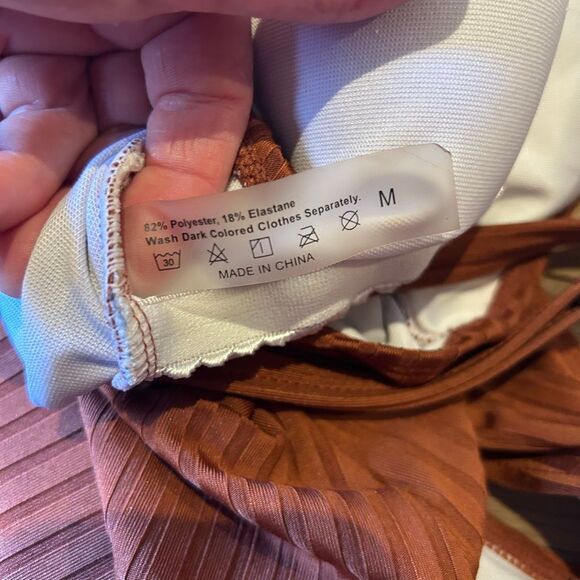 82% Polyester, 18% Elastane
Wash Dark Colored Clothes Separately.
M
30
MADE IN CHINA